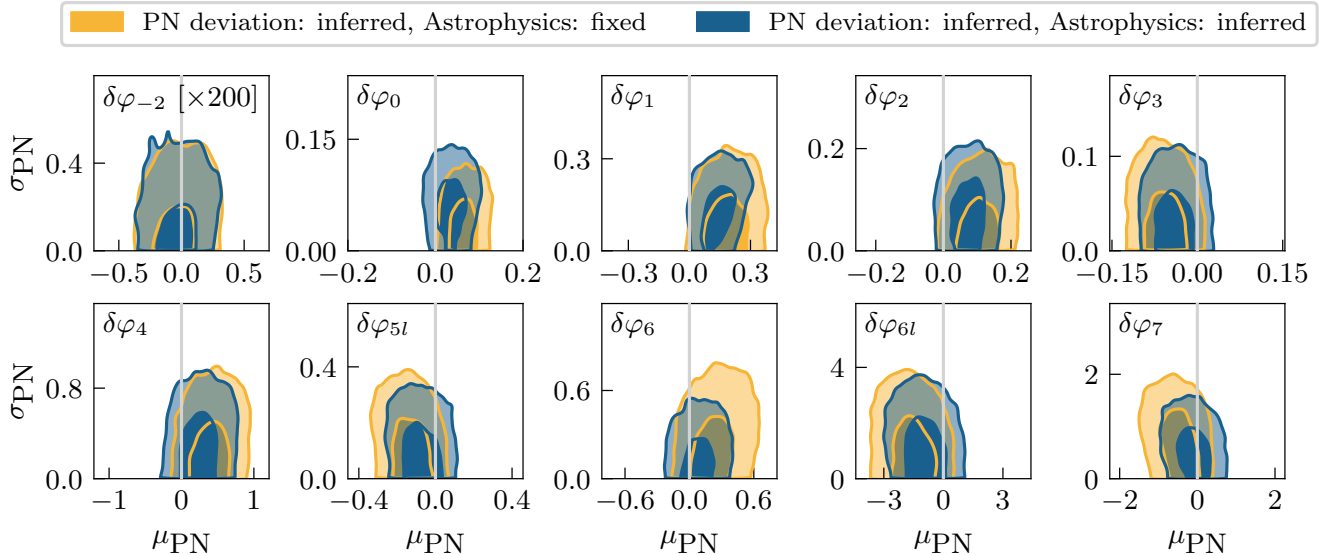 PN deviation: inferred, Astrophysics: fixed
PN deviation: inferred, Astrophysics: inferred
δφ₋₂ [×200]
δφ₀
δφ₁
δφ₂
δφ₃
σPN
0.4
0.0
−0.5 0.0 0.5
0.15
0.00
−0.2 0.0 0.2
0.3
0.0
−0.3 0.0 0.3
0.2
0.0
−0.2 0.0 0.2
0.1
0.0
−0.15 0.00 0.15
δφ₄
δφ₅ₗ
δφ₆
δφ₆ₗ
δφ₇
σPN
0.8
0.0
−1 0 1
0.4
0.0
−0.4 0.0 0.4
0.6
0.0
−0.6 0.0 0.6
4
0
−3 0 3
2
0
−2 0 2
μPN
μPN
μPN
μPN
μPN